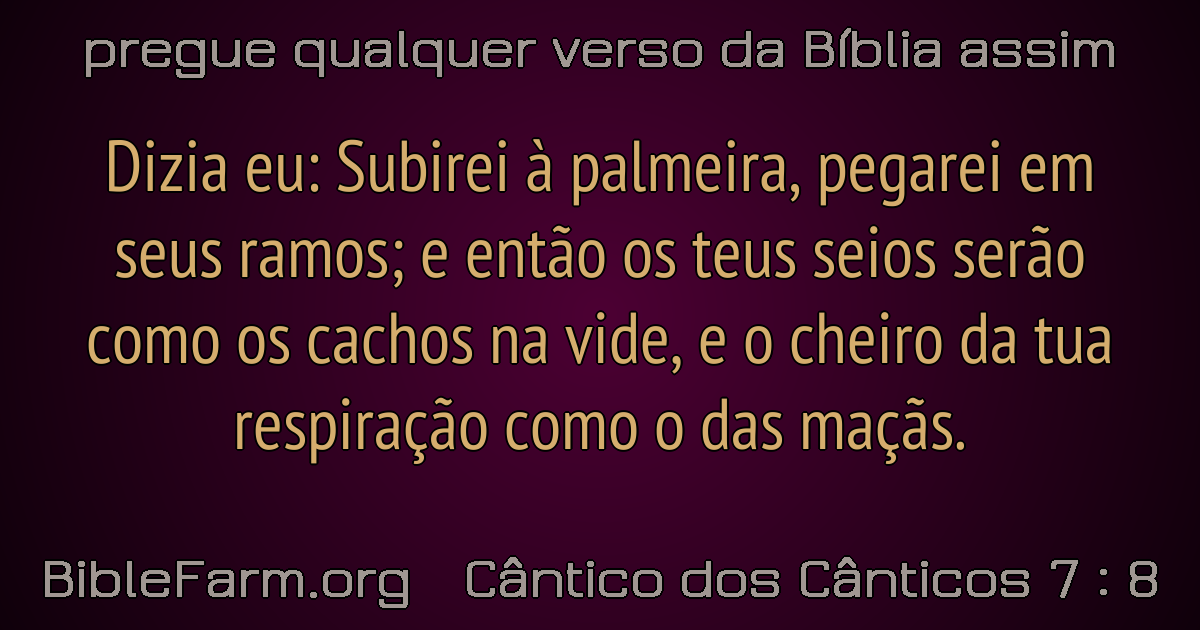 pregue qualquer verso da Bíblia assim
Dizia eu: Subirei à palmeira, pegarei em
seus ramos; e então os teus seios serão
como os cachos na vide, e o cheiro da tua
respiração como o das maçãs.
BibleFarm.org Cântico dos Cânticos 7 : 8